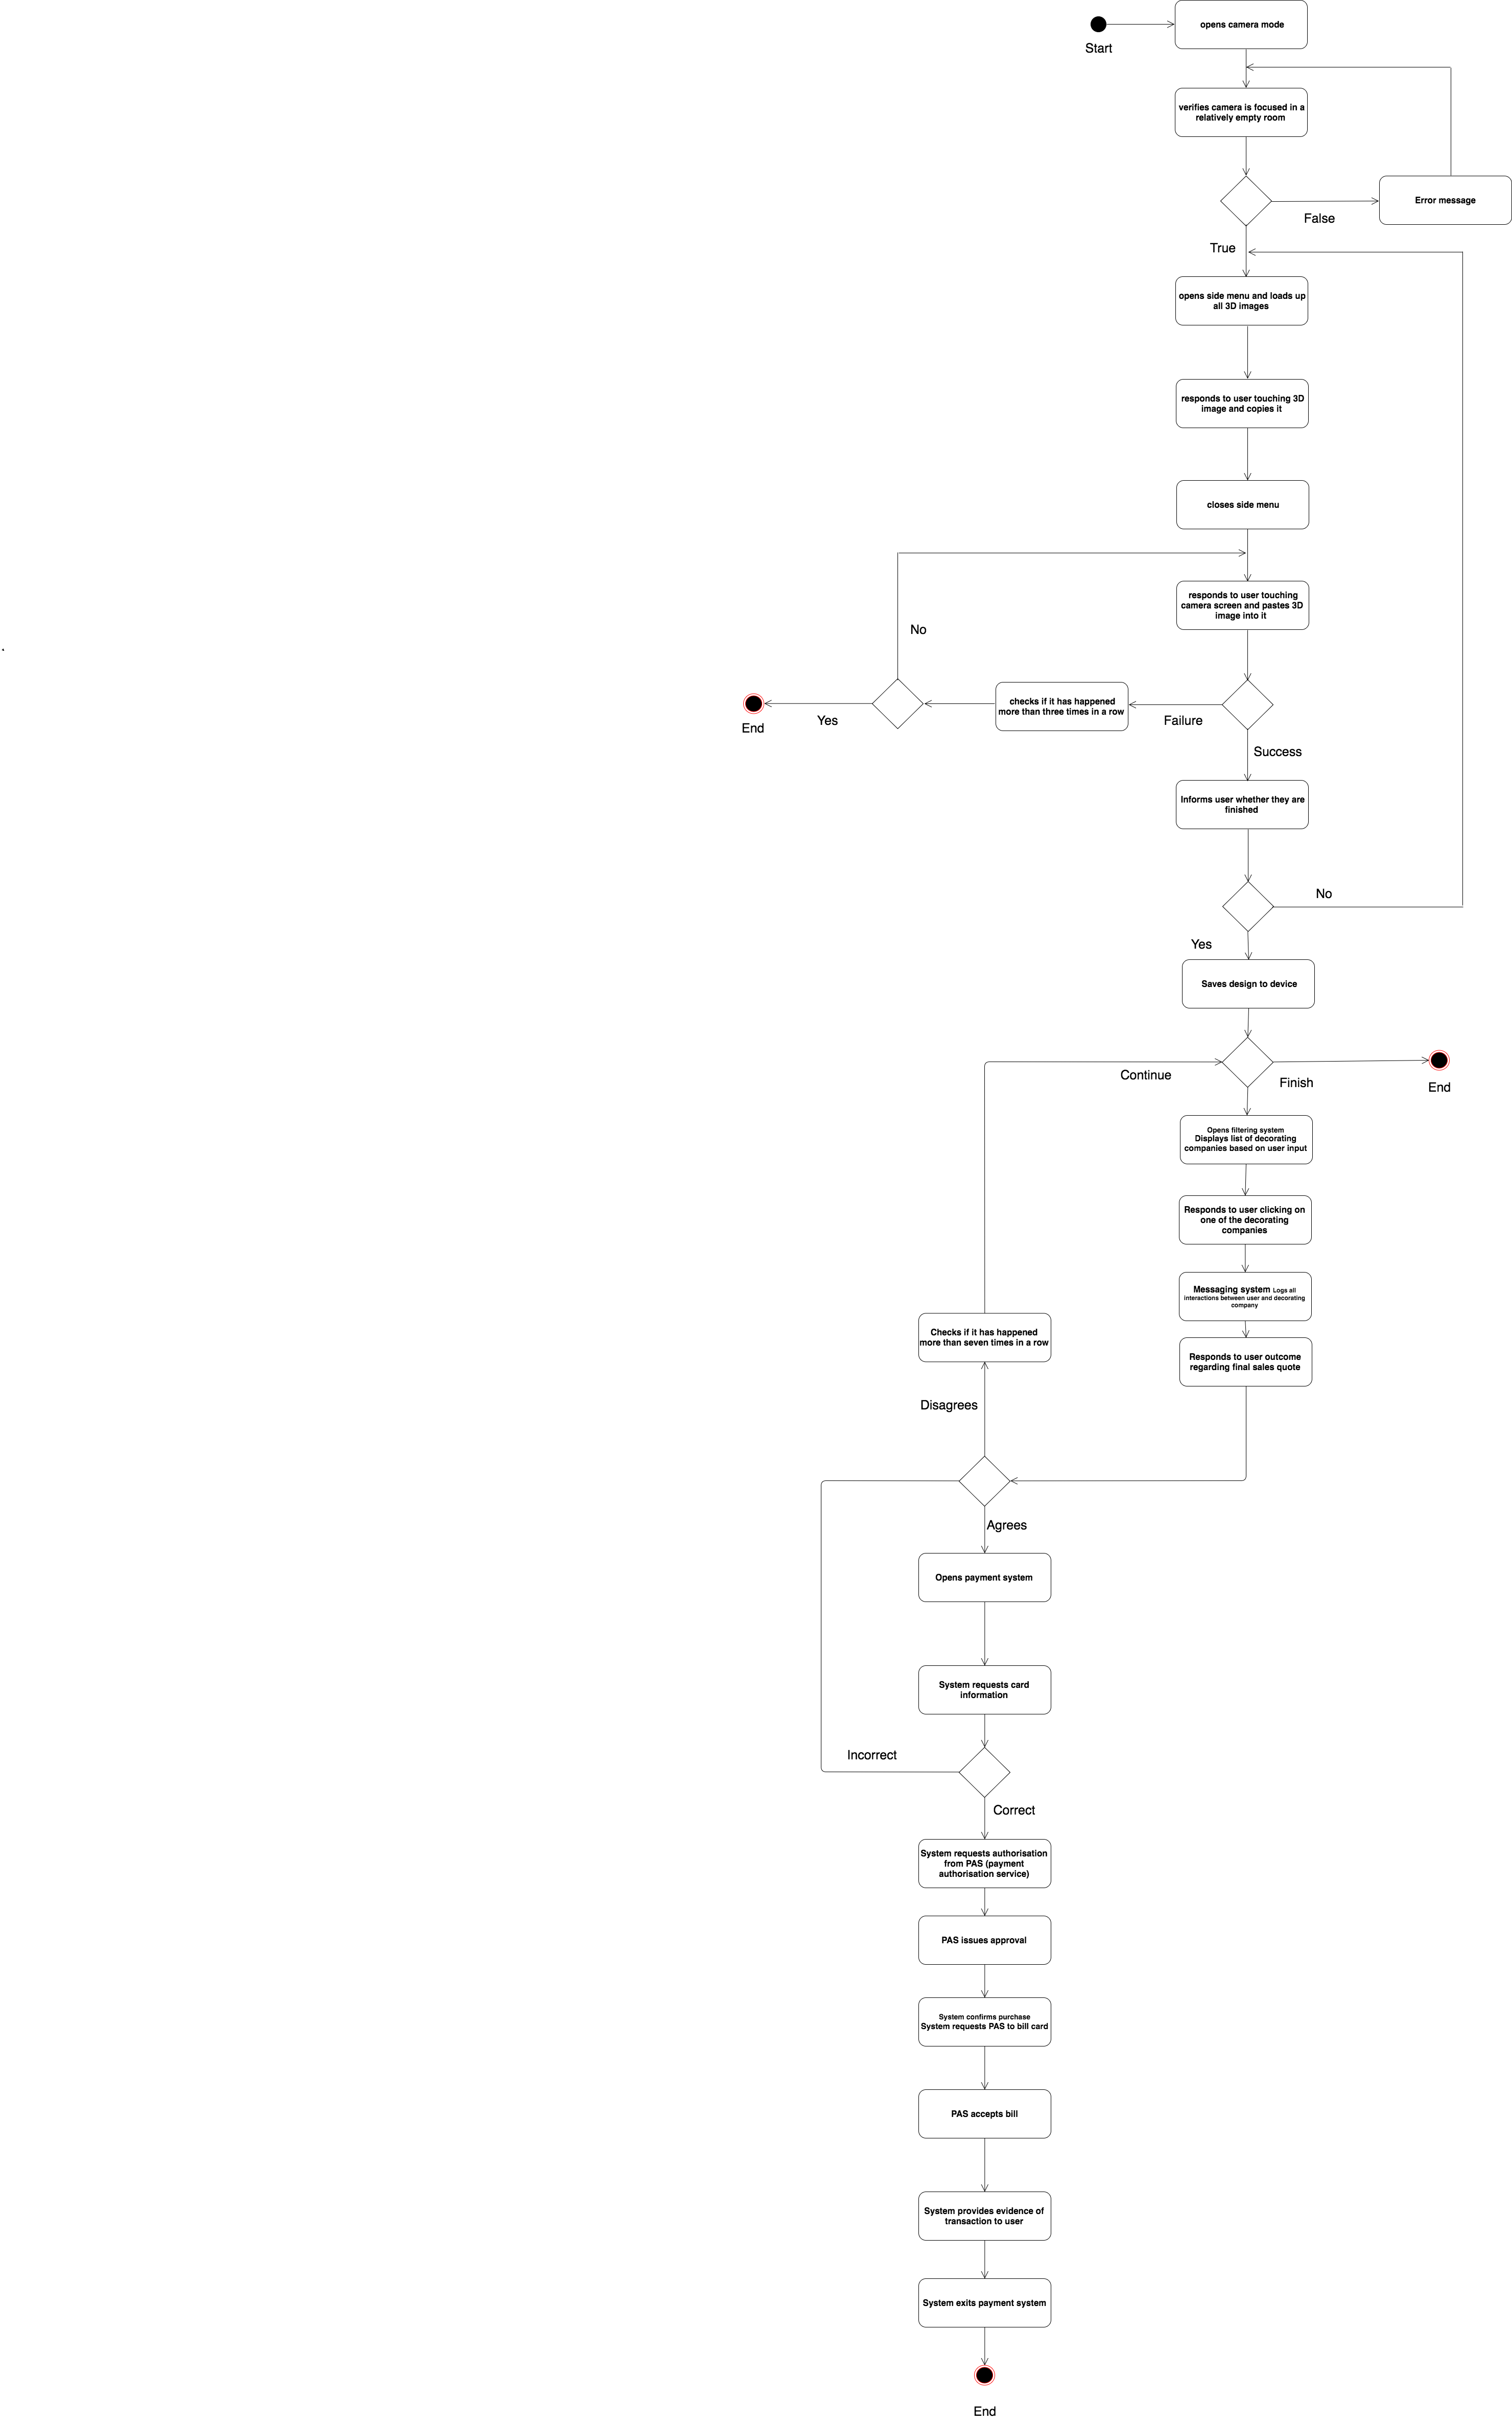 opens camera mode
Start
verifies camera is focused in a
relatively empty room
Error message
False
True
opens side menu and loads up
all 3D images
responds to user touching 3D
image and copies it
closes side menu
responds to user touching
camera screen and pastes 3D
image into it
No
.
checks if it has happened
more than three times in a row
Yes
Failure
End
Success
Informs user whether they are
finished
No
Yes
Saves design to device
Continue
Finish
End
Opens filtering system
Displays list of decorating
companies based on user input
Responds to user clicking on
one of the decorating
companies
Messaging system Logs all
interactions between user and decorating
company
Checks if it has happened
more than seven times in a row
Responds to user outcome
regarding final sales quote
Disagrees
Agrees
Opens payment system
System requests card
information
Incorrect
Correct
System requests authorisation
from PAS (payment
authorisation service)
PAS issues approval
System confirms purchase
System requests PAS to bill card
PAS accepts bill
System provides evidence of
transaction to user
System exits payment system
End